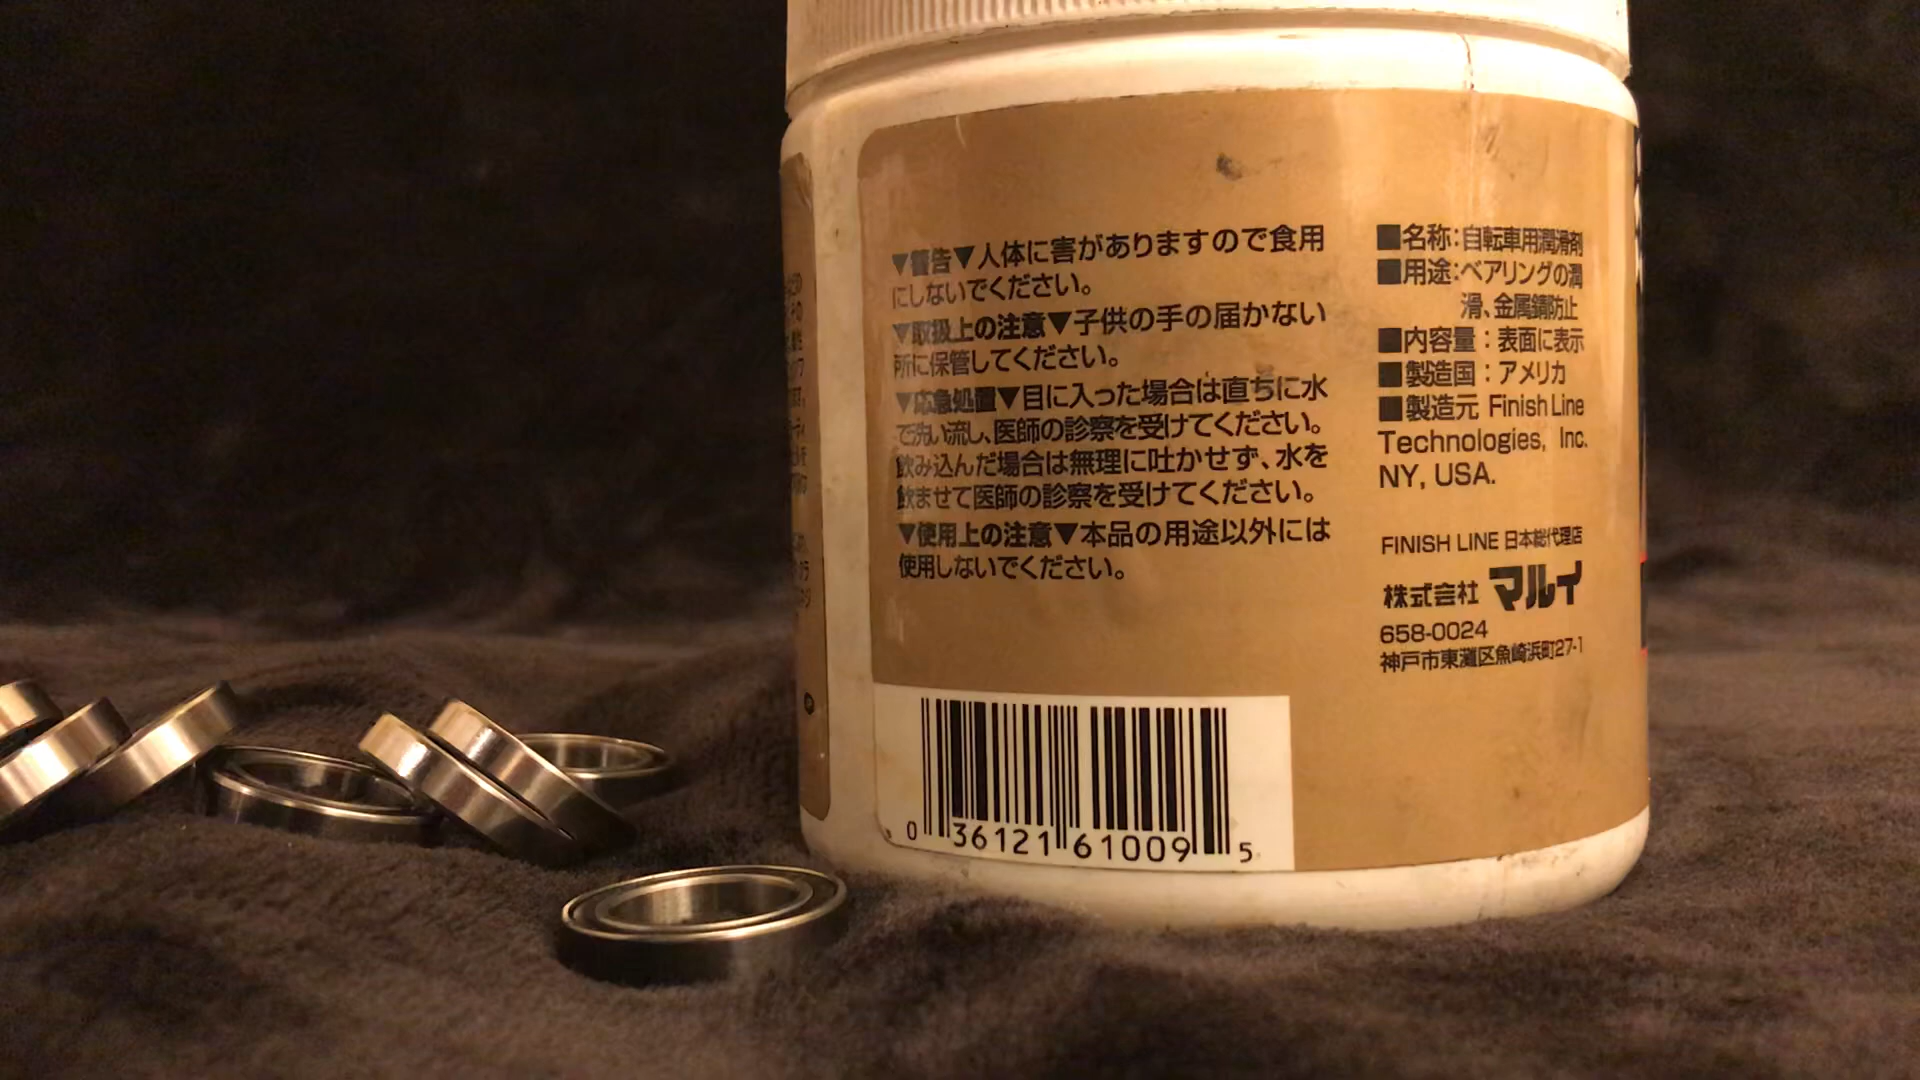 ▼警告▼人体に害がありますので食用
にしないでください。
▼取扱上の注意▼子供の手の届かない
所に保管してください。
▼応急処置▼目に入った場合は直ちに水
で洗い流し、医師の診察を受けてください。
飲み込んだ場合は無理に吐かせず、水を
飲ませて医師の診察を受けてください。
▼使用上の注意▼本品の用途以外には
使用しないでください。
■名称：自転車用潤滑剤
■用途：ベアリングの潤
滑、金属錆防止
■内容量：表面に表示
■製造国：アメリカ
■製造元 Finish Line
Technologies, Inc.
NY, USA.
FINISH LINE 日本総代理店
株式会社 マルイ
658-0024
神戸市東灘区魚崎浜町27-1
0 36121 61009 5